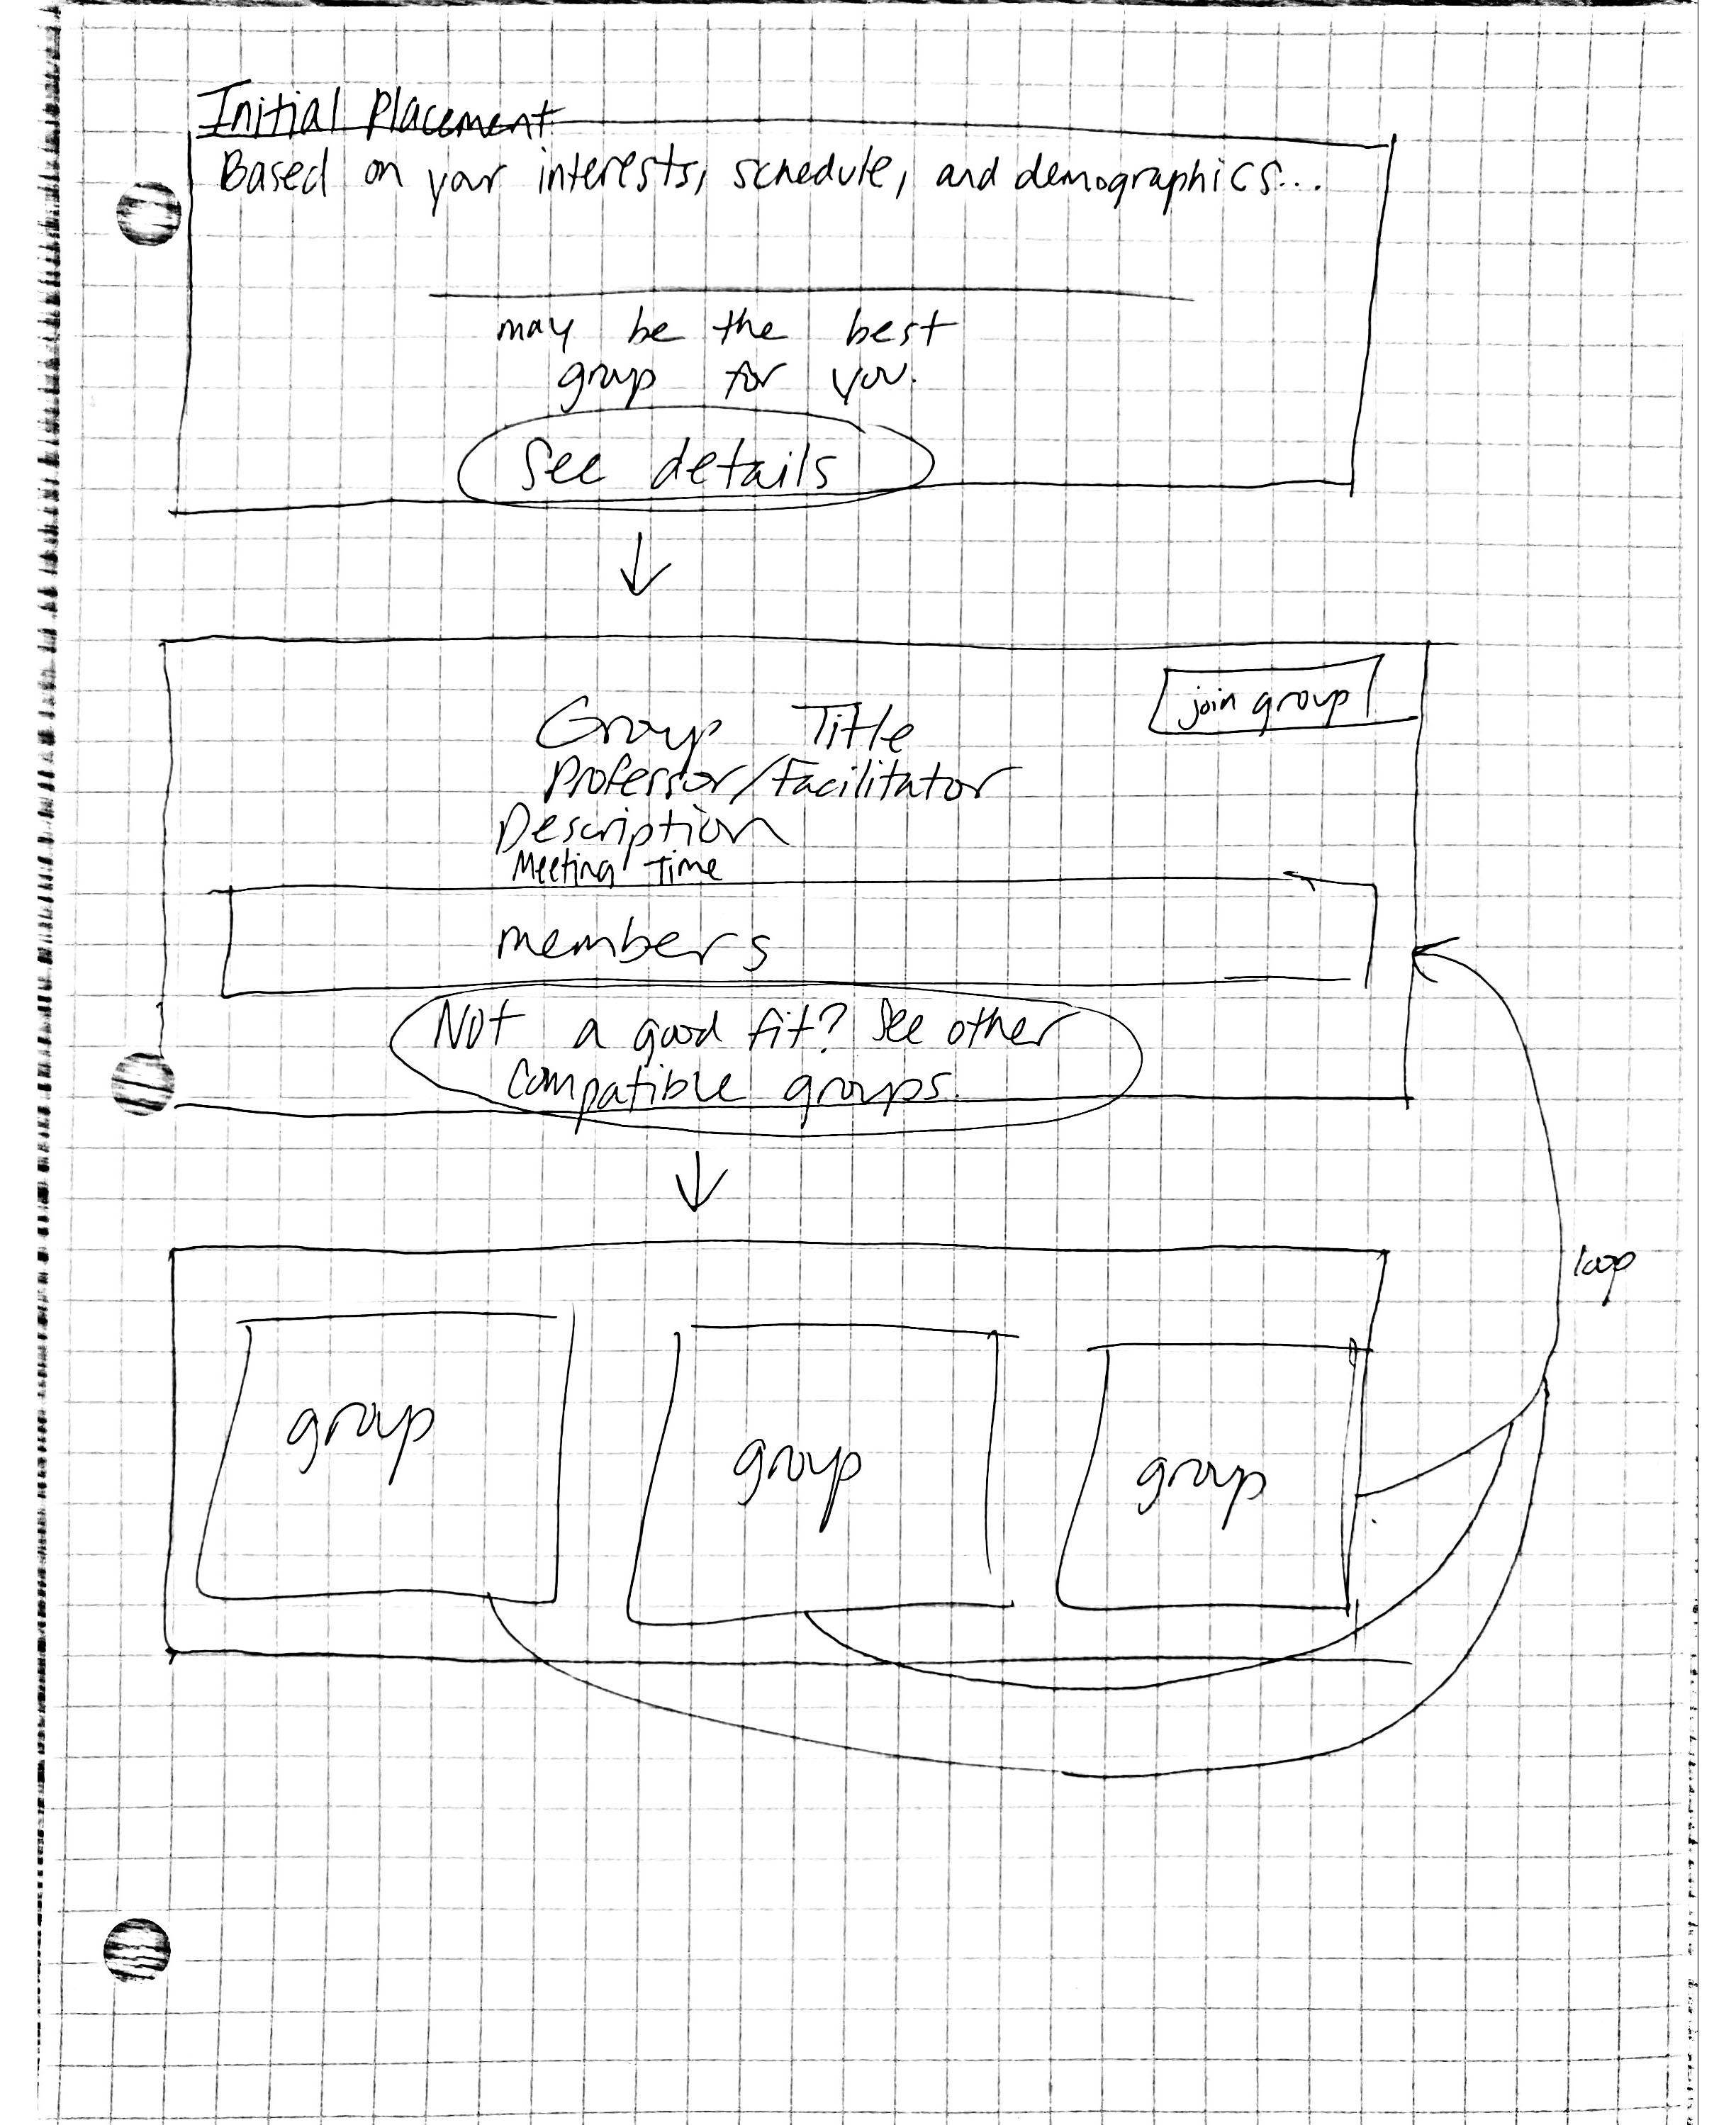 Initial Placement
Based on your interests, schedule, and demographics...
may be the best
group for you.
See details
join group
Group Title
Professor/Facilitator
Description
Meeting Time
members
Not a good fit? See other
compatible groups.
loop
group
group
group